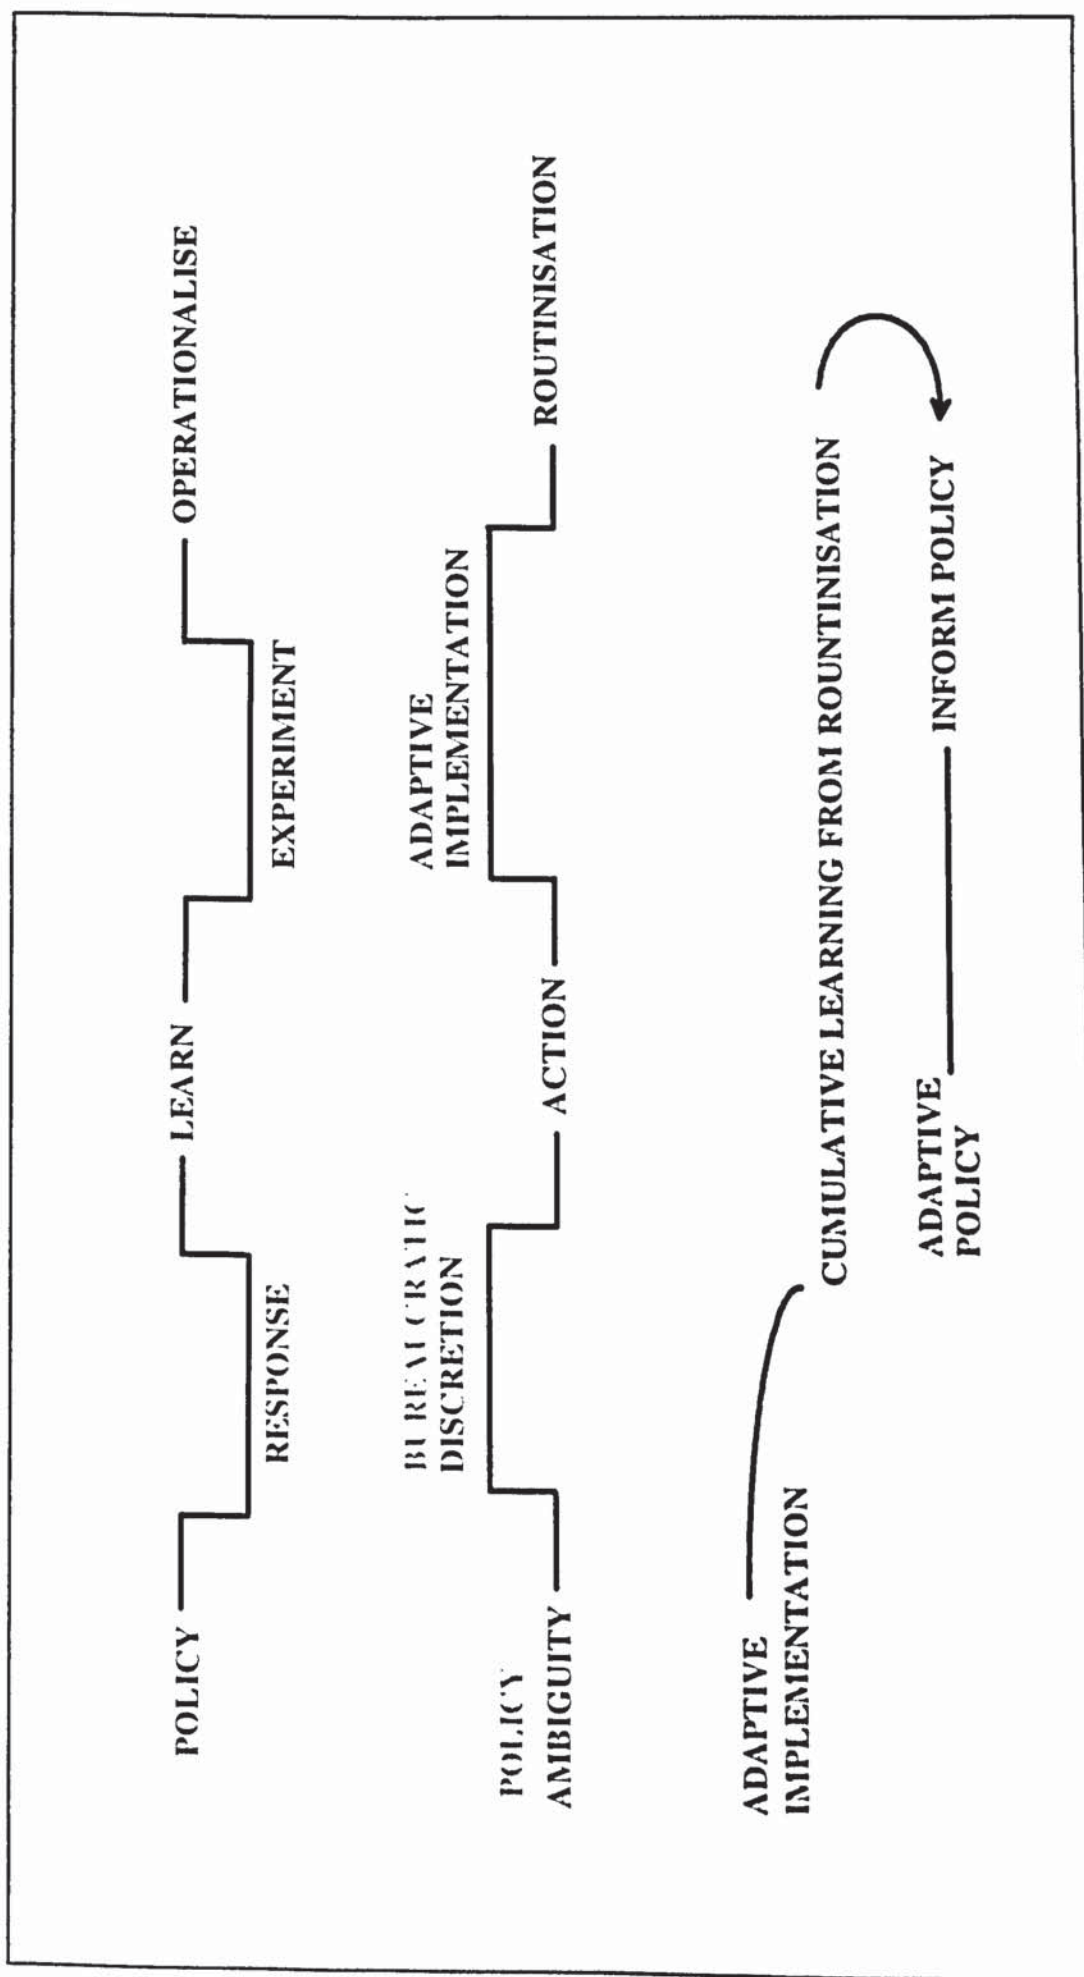 POLICY
RESPONSE
LEARN
EXPERIMENT
OPERATIONALISE
POLICY
AMBIGUITY
BUREAUCRATIC
DISCRETION
ACTION
ADAPTIVE
IMPLEMENTATION
ROUTINISATION
ADAPTIVE
IMPLEMENTATION
CUMULATIVE LEARNING FROM ROUNTINISATION
ADAPTIVE
POLICY
INFORM POLICY